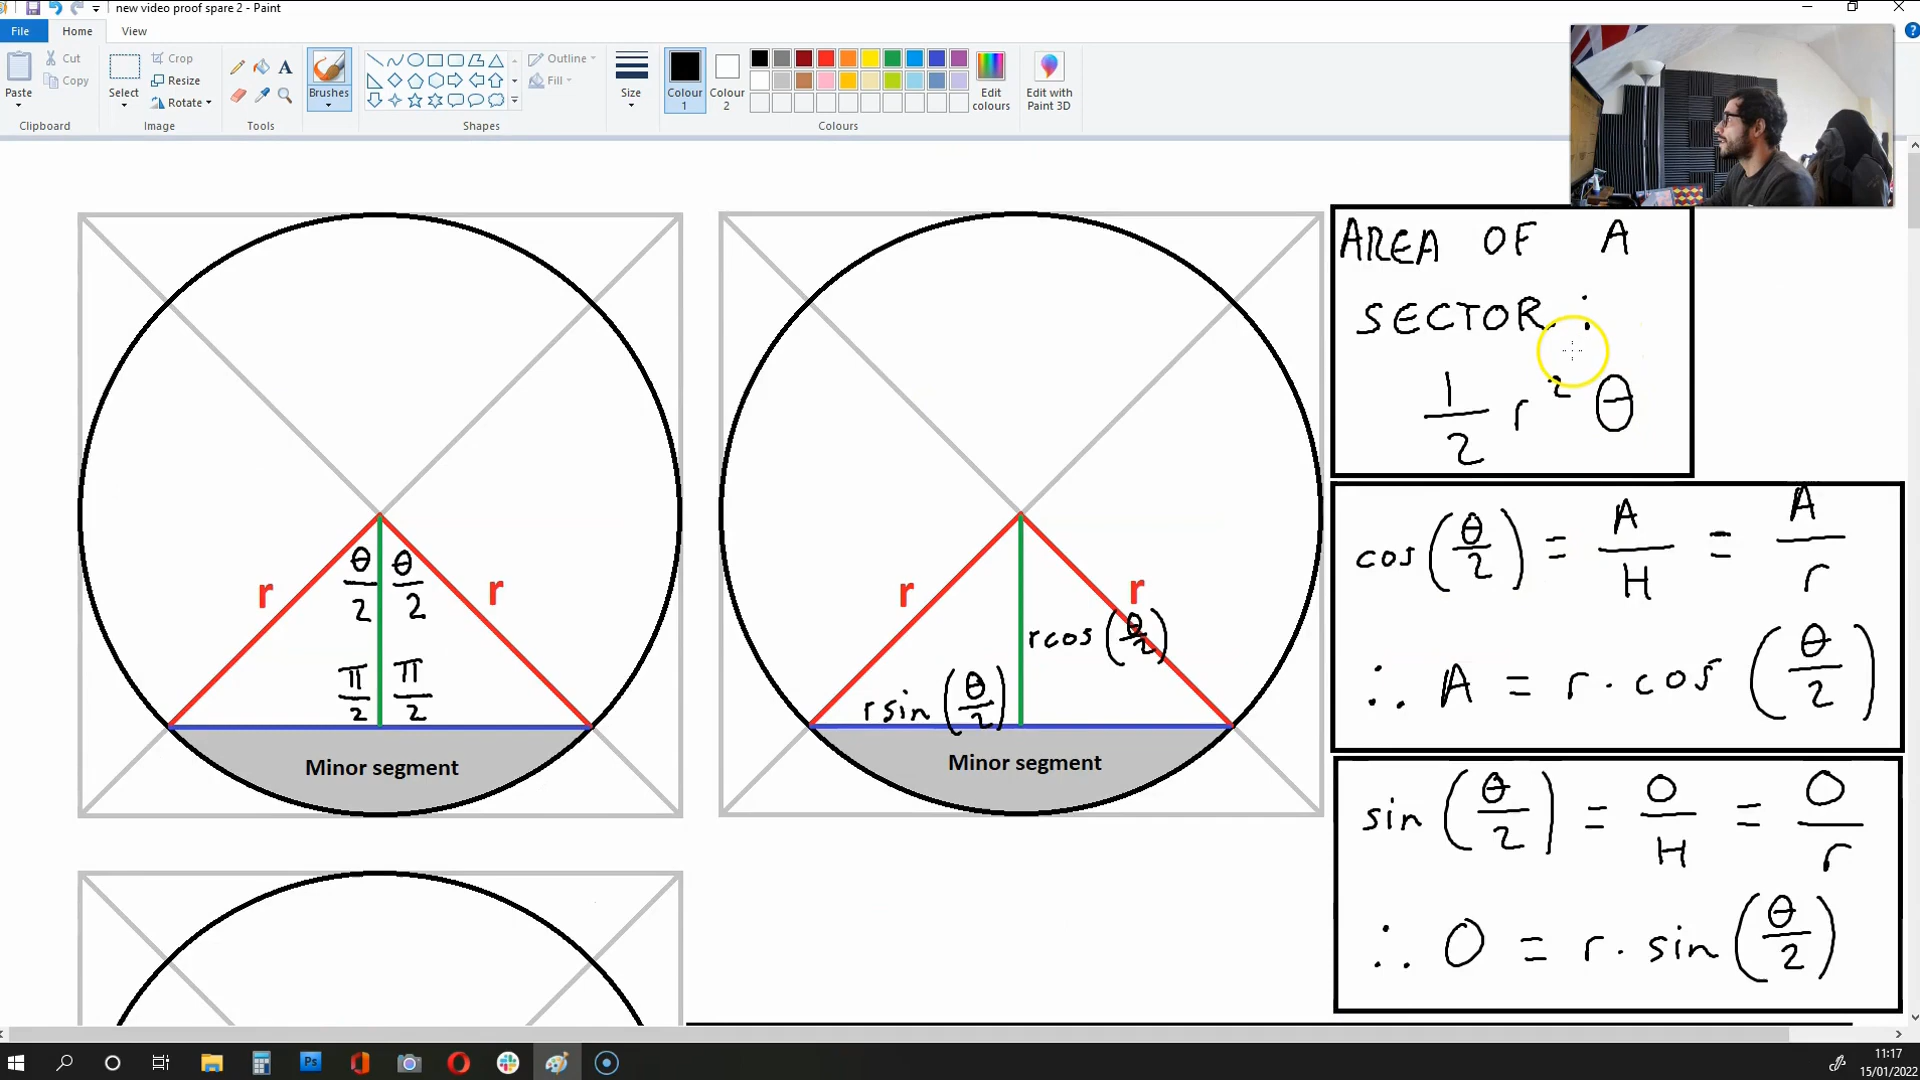 new video proof spare 2 - Paint
File
Home
View
Paste
Cut
Copy
Clipboard
Select
Crop
Resize
Rotate
Image
Tools
Brushes
Shapes
Outline
Fill
Size
Colour 1
Colour 2
Colours
Edit colours
Edit with Paint 3D
r
r
θ/2
θ/2
π/2
π/2
Minor segment
r
r
rcos (θ/2)
rsin (θ/2)
Minor segment
AREA OF A
SECTOR :
1/2 r² θ
cos(θ/2) = A/H = A/r
∴ A = r · cos (θ/2)
sin (θ/2) = O/H = O/r
∴ O = r · sin (θ/2)
Ps
11:17
15/01/2022